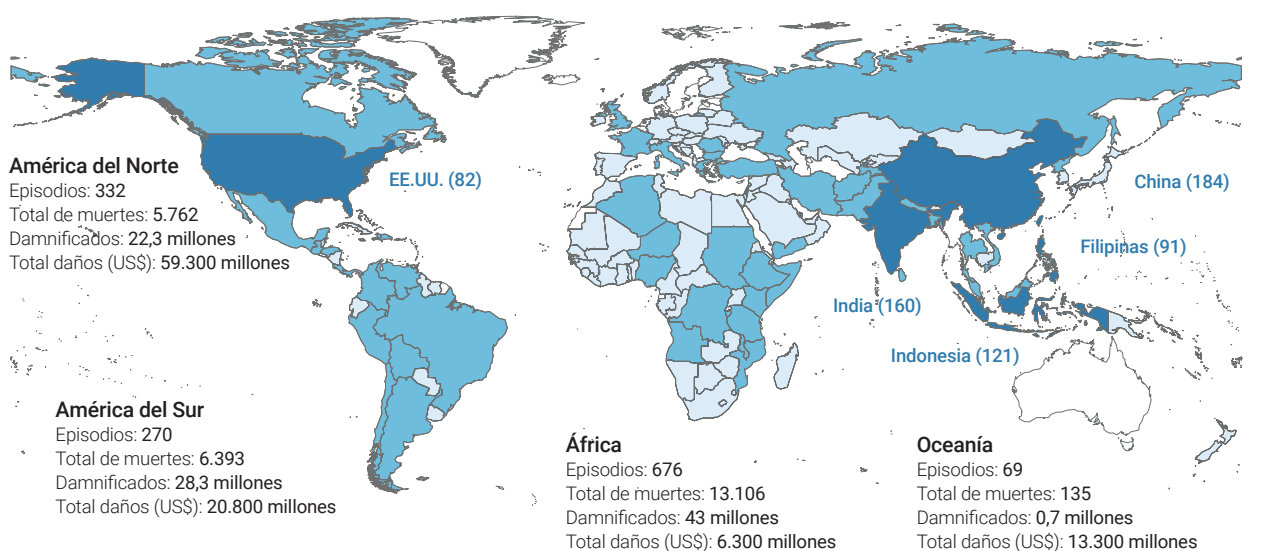 América del Norte
Episodios: 332
Total de muertes: 5.762
Damnificados: 22,3 millones
Total daños (US$): 59.300 millones
EE.UU. (82)
China (184)
Filipinas (91)
India (160)
Indonesia (121)
América del Sur
Episodios: 270
Total de muertes: 6.393
Damnificados: 28,3 millones
Total daños (US$): 20.800 millones
África
Episodios: 676
Total de muertes: 13.106
Damnificados: 43 millones
Total daños (US$): 6.300 millones
Oceanía
Episodios: 69
Total de muertes: 135
Damnificados: 0,7 millones
Total daños (US$): 13.300 millones